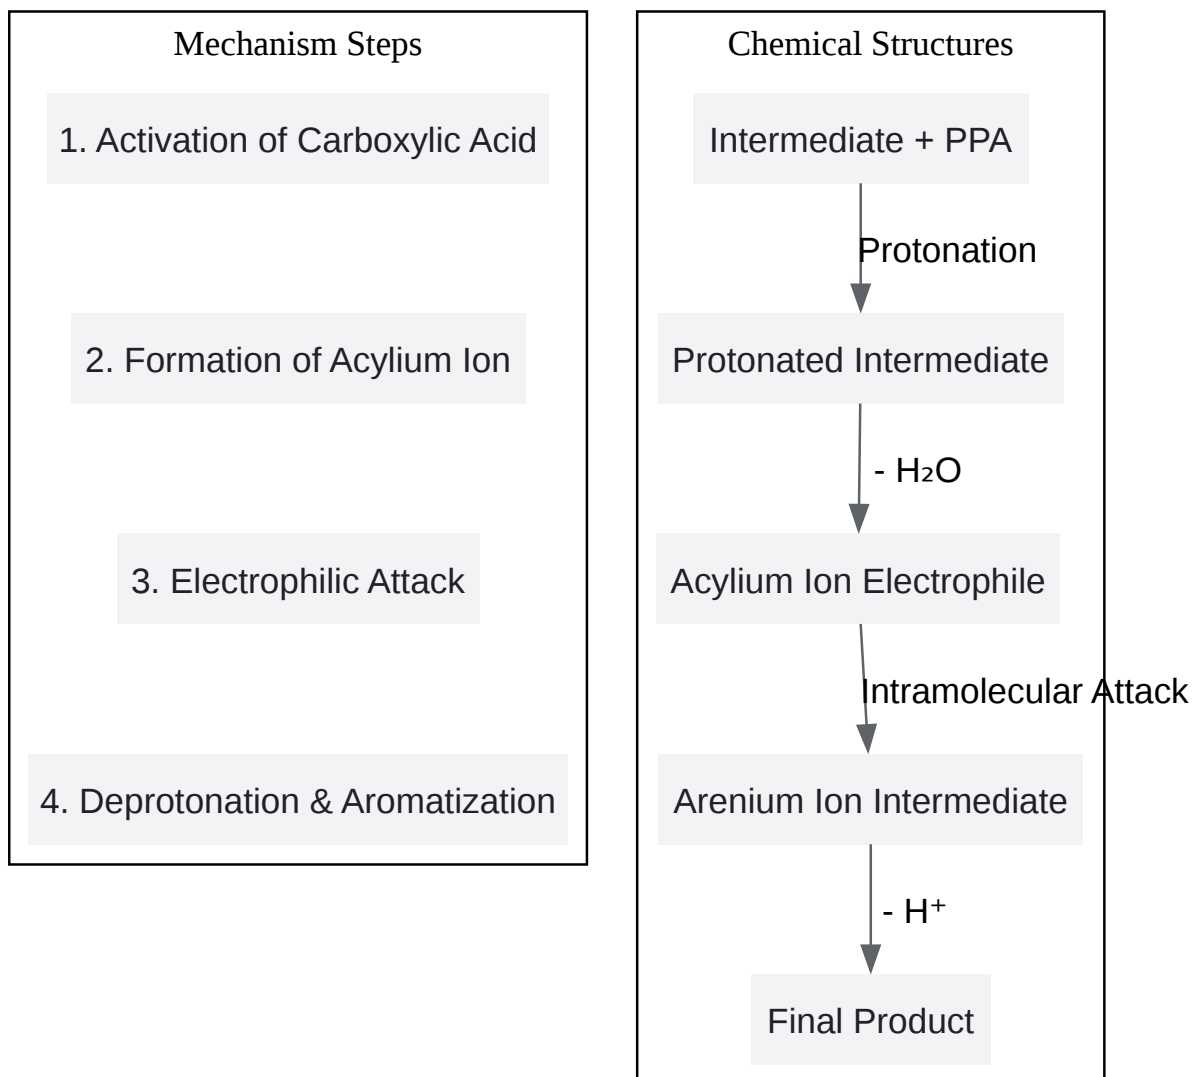 Mechanism Steps
1. Activation of Carboxylic Acid
2. Formation of Acylium Ion
3. Electrophilic Attack
4. Deprotonation & Aromatization
Chemical Structures
Intermediate + PPA
Protonation
Protonated Intermediate
- H₂O
Acylium Ion Electrophile
Intramolecular Attack
Arenium Ion Intermediate
- H⁺
Final Product